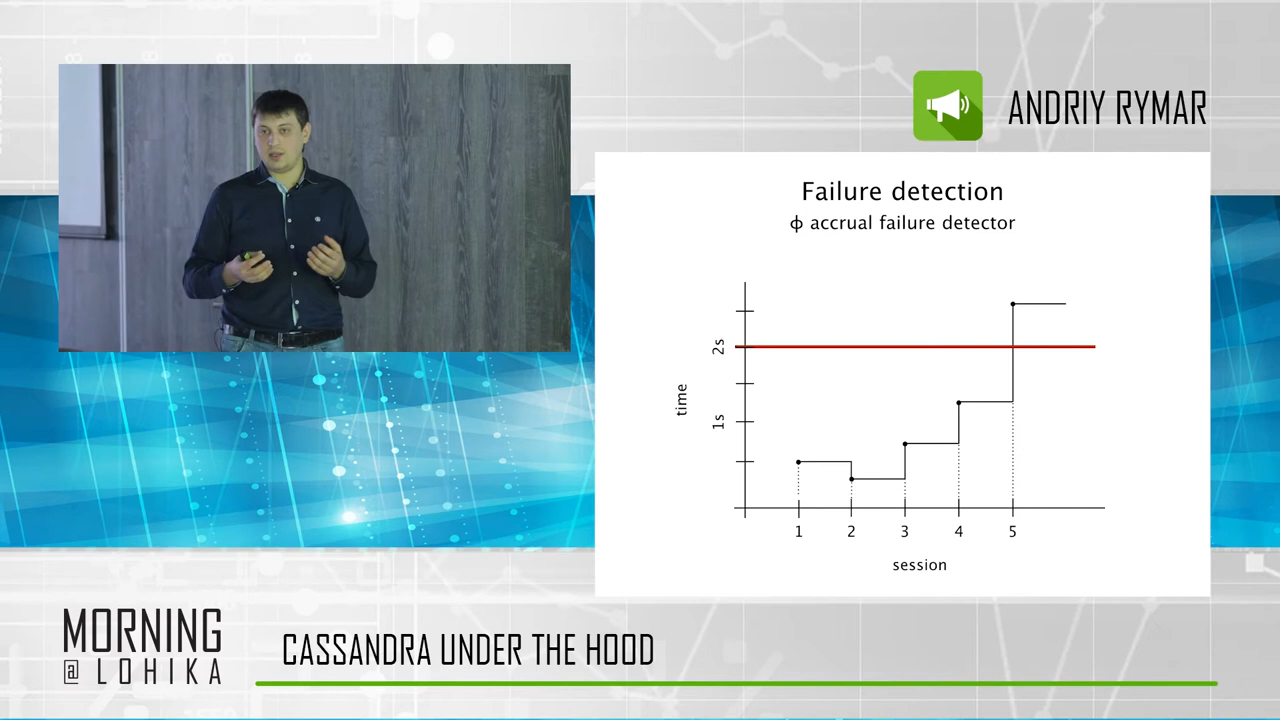 ANDRIY RYMAR
Failure detection
ϕ accrual failure detector
2s
time
1s
1 2 3 4 5
session
MORNING
@ LOHIKA
CASSANDRA UNDER THE HOOD